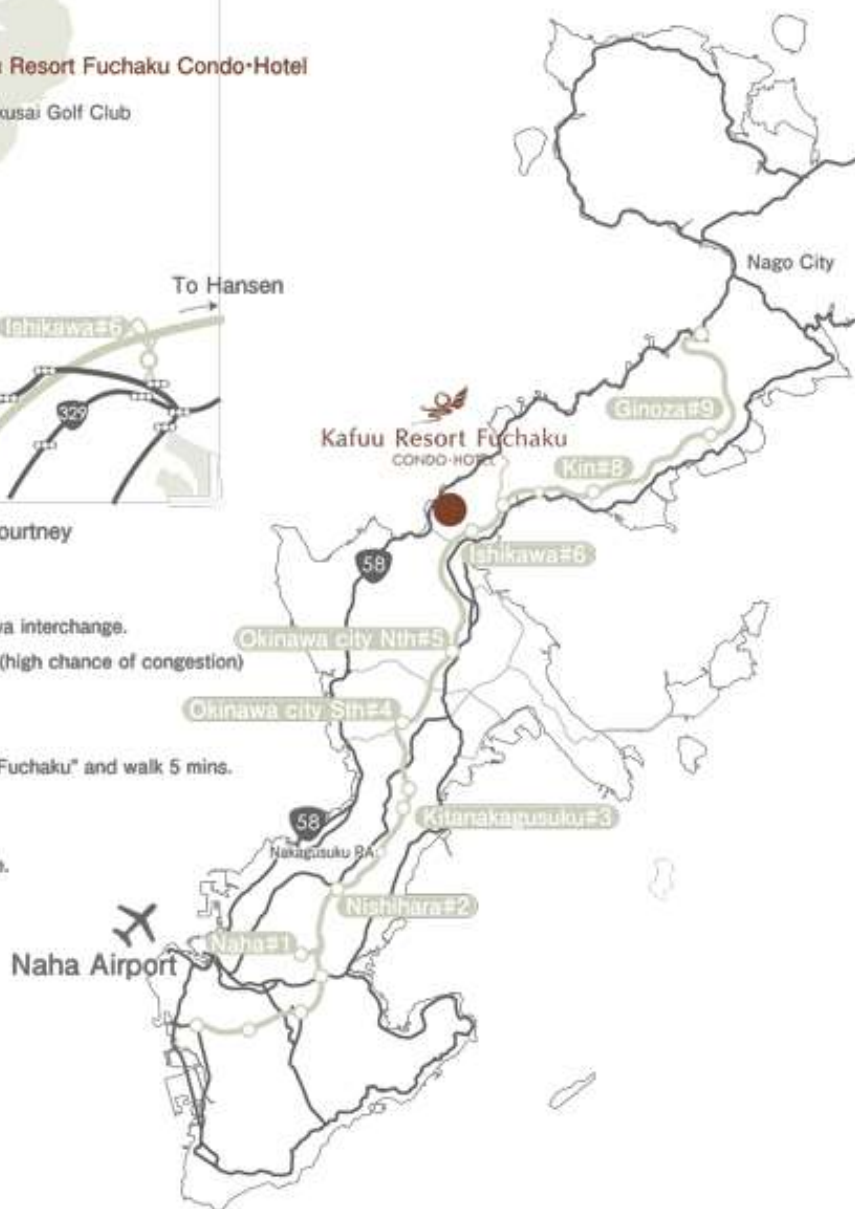 Resort Fuchaku Condo・Hotel
kusai Golf Club
To Hansen
Ishikawa#6
329
ourtney
wa interchange.
(high chance of congestion)
Fuchaku" and walk 5 mins.
e.
Nago City
Ginoza#9
Kafuu Resort Fuchaku
CONDO・HOTEL
Kin#8
Ishikawa#6
58
Okinawa city Nth#5
Okinawa city Sth#4
58
Kitanakagusuku#3
Nakagusuku PA
Nishihara#2
Naha#1
Naha Airport